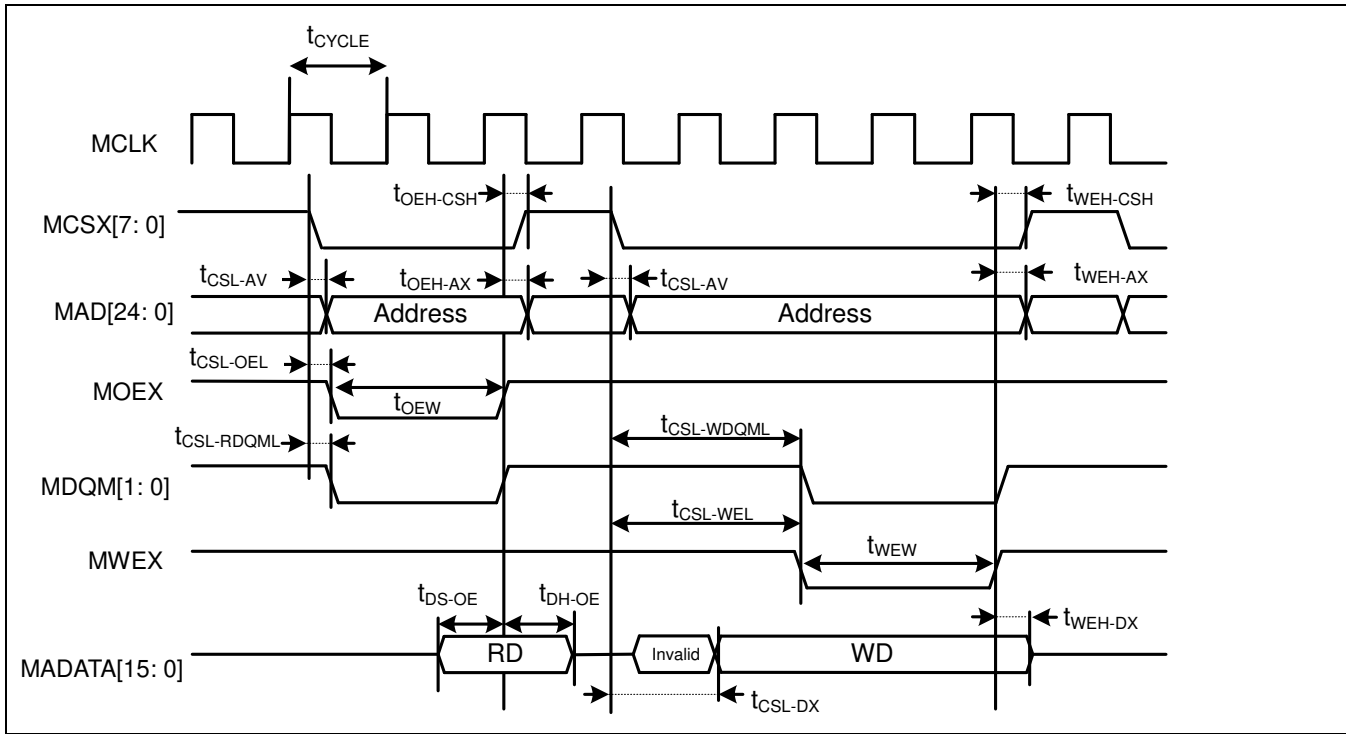 tCYCLE
MCLK
tOEH-CSH tWEH-CSH
MCSX[7: 0]
tCSL-AV tOEH-AX tCSL-AV tWEH-AX
MAD[24: 0] Address Address
tCSL-OEL
MOEX tOEW
tCSL-RDQML tCSL-WDQML
MDQM[1: 0]
tCSL-WEL
MWEX tWEW
tDS-OE tDH-OE tWEH-DX
MADATA[15: 0] RD Invalid WD
tCSL-DX